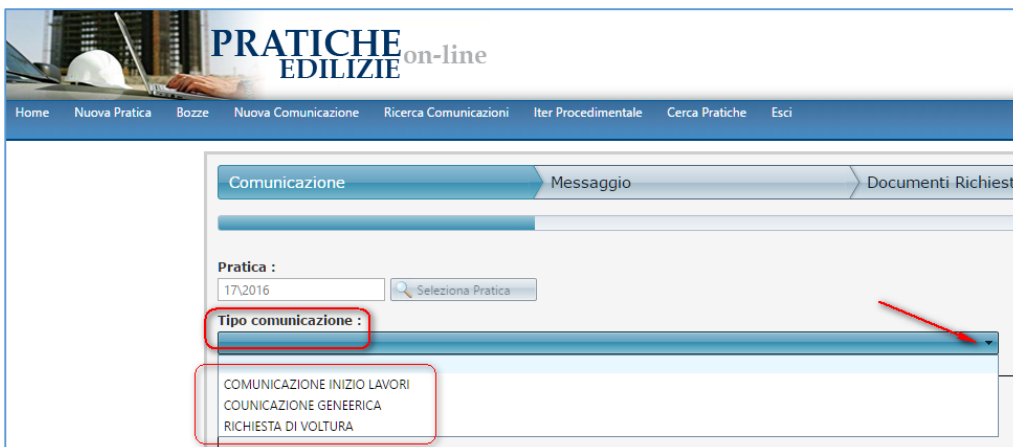 PRATICHE
EDILIZIE on-line
Home Nuova Pratica Bozze Nuova Comunicazione Ricerca Comunicazioni Iter Procedimentale Cerca Pratiche Esci
Comunicazione Messaggio Documenti Richiest
Pratica :
17\2016 Seleziona Pratica
Tipo comunicazione :
COMUNICAZIONE INIZIO LAVORI
COUNICAZIONE GENEERICA
RICHIESTA DI VOLTURA